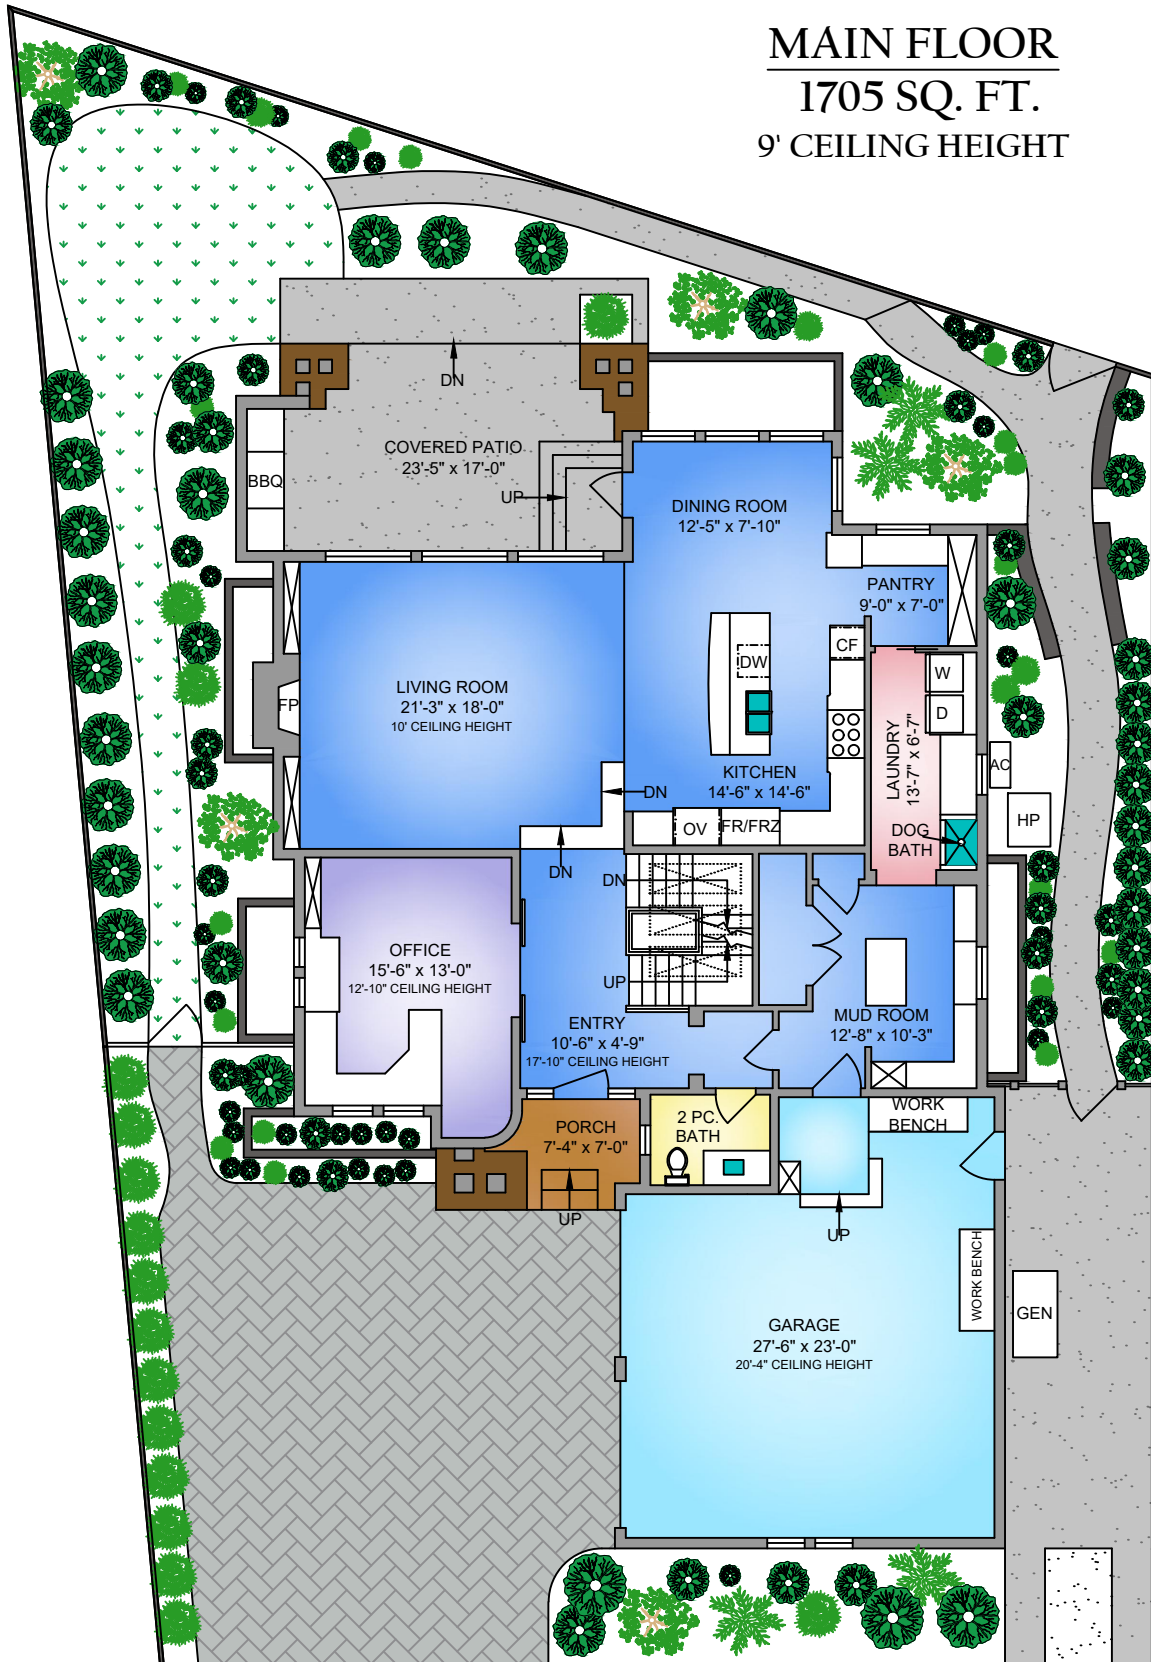 MAIN FLOOR
1705 SQ. FT.
9' CEILING HEIGHT
DN
COVERED PATIO
23'-5" x 17'-0"
BBQ
UP
DINING ROOM
12'-5" x 7'-10"
PANTRY
9'-0" x 7'-0"
CF
DW
W
D
LIVING ROOM
21'-3" x 18'-0"
10' CEILING HEIGHT
FP
LAUNDRY
13'-7" x 6'-7"
AC
KITCHEN
14'-6" x 14'-6"
DN
HP
OV
FR/FRZ
DOG
BATH
DN
DN
OFFICE
15'-6" x 13'-0"
12'-10" CEILING HEIGHT
UP
ENTRY
10'-6" x 4'-9"
17'-10" CEILING HEIGHT
MUD ROOM
12'-8" x 10'-3"
WORK
BENCH
PORCH
7'-4" x 7'-0"
2 PC.
BATH
UP
UP
WORK BENCH
GEN
GARAGE
27'-6" x 23'-0"
20'-4" CEILING HEIGHT